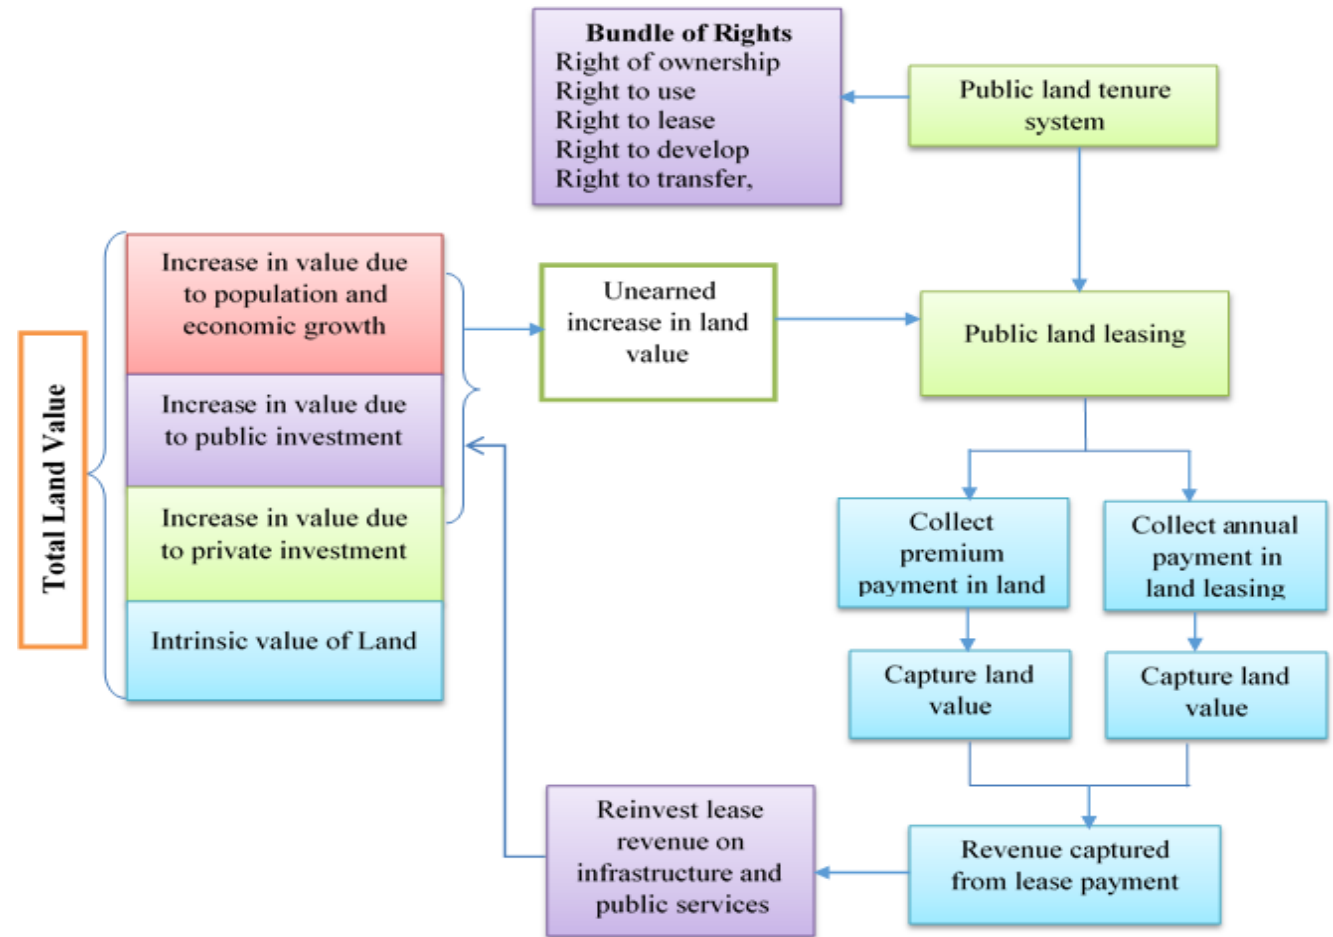 Bundle of Rights
Right of ownership
Right to use
Right to lease
Right to develop
Right to transfer,
Public land tenure
system
Total Land Value
Increase in value due
to population and
economic growth
Increase in value due
to public investment
Increase in value due
to private investment
Intrinsic value of Land
Unearned
increase in land
value
Public land leasing
Collect
premium
payment in land
Collect annual
payment in
land leasing
Capture land
value
Capture land
value
Reinvest lease
revenue on
infrastructure and
public services
Revenue captured
from lease payment